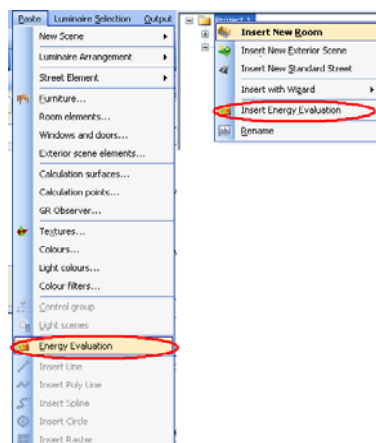 Paste Luminaire Selection Output
New Scene
Luminaire Arrangement
Street Element
Furniture...
Room elements...
Windows and doors...
Exterior scene elements...
Calculation surfaces...
Calculation points...
GR Observer...
Textures...
Colours...
Light colours...
Colour filters...
Control group
Light scenes
Energy Evaluation
Insert Line
Insert Poly Line
Insert Spline
Insert Circle
Insert Raster
Project 1
Insert New Room
Insert New Exterior Scene
Insert New Standard Street
Insert with Wizard
Insert Energy Evaluation
Rename